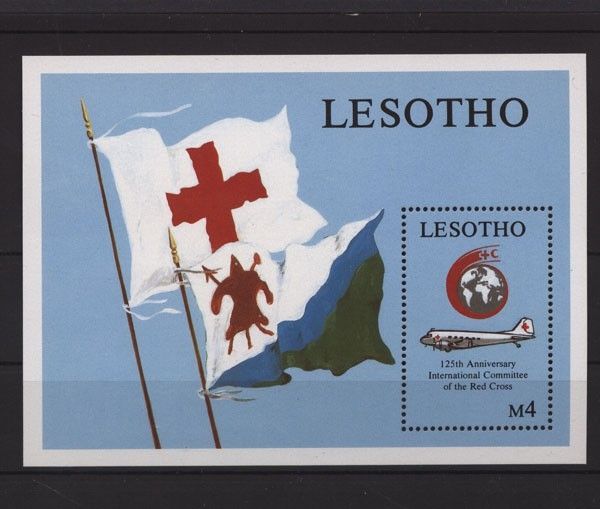 LESOTHO
LESOTHO
125th Anniversary
International Committee
of the Red Cross
M4